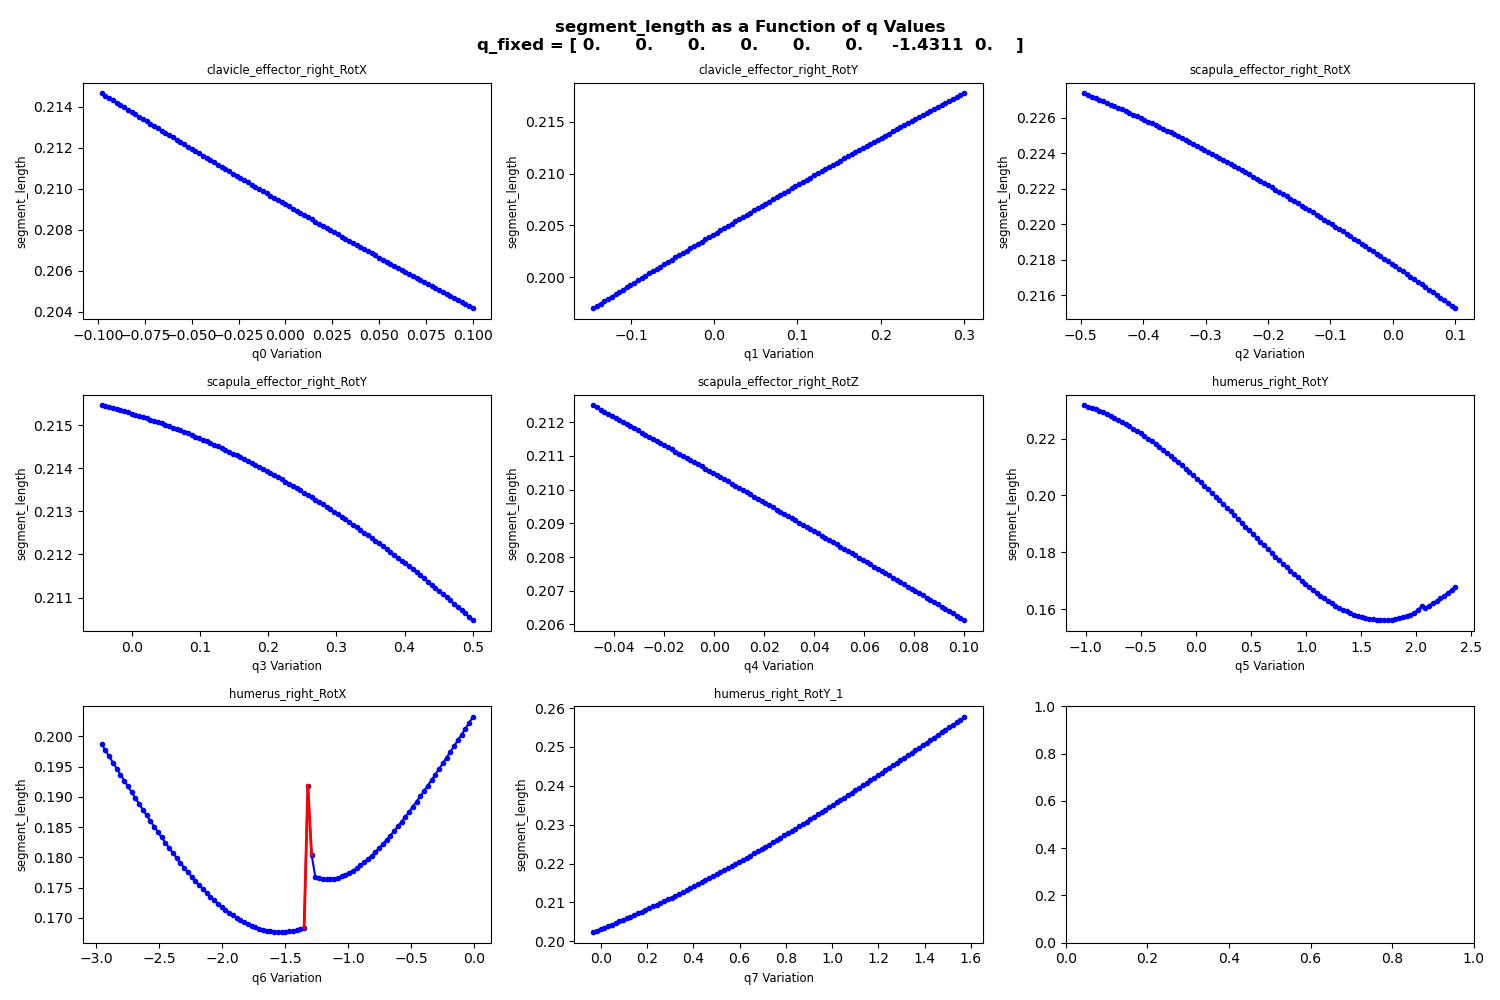 segment_length as a Function of q Values
q_fixed = [ 0. 0. 0. 0. 0. 0. -1.4311 0. ]
clavicle_effector_right_RotX
segment_length
0.214
0.212
0.210
0.208
0.206
0.204
−0.100 −0.075 −0.050 −0.025 0.000 0.025 0.050 0.075 0.100
q0 Variation
clavicle_effector_right_RotY
segment_length
0.215
0.210
0.205
0.200
−0.1 0.0 0.1 0.2 0.3
q1 Variation
scapula_effector_right_RotX
segment_length
0.226
0.224
0.222
0.220
0.218
0.216
−0.5 −0.4 −0.3 −0.2 −0.1 0.0 0.1
q2 Variation
scapula_effector_right_RotY
segment_length
0.215
0.214
0.213
0.212
0.211
0.0 0.1 0.2 0.3 0.4 0.5
q3 Variation
scapula_effector_right_RotZ
segment_length
0.212
0.211
0.210
0.209
0.208
0.207
0.206
−0.04 −0.02 0.00 0.02 0.04 0.06 0.08 0.10
q4 Variation
humerus_right_RotY
segment_length
0.22
0.20
0.18
0.16
−1.0 −0.5 0.0 0.5 1.0 1.5 2.0 2.5
q5 Variation
humerus_right_RotX
segment_length
0.200
0.195
0.190
0.185
0.180
0.175
0.170
−3.0 −2.5 −2.0 −1.5 −1.0 −0.5 0.0
q6 Variation
humerus_right_RotY_1
segment_length
0.26
0.25
0.24
0.23
0.22
0.21
0.20
0.0 0.2 0.4 0.6 0.8 1.0 1.2 1.4 1.6
q7 Variation
1.0
0.8
0.6
0.4
0.2
0.0
0.0 0.2 0.4 0.6 0.8 1.0